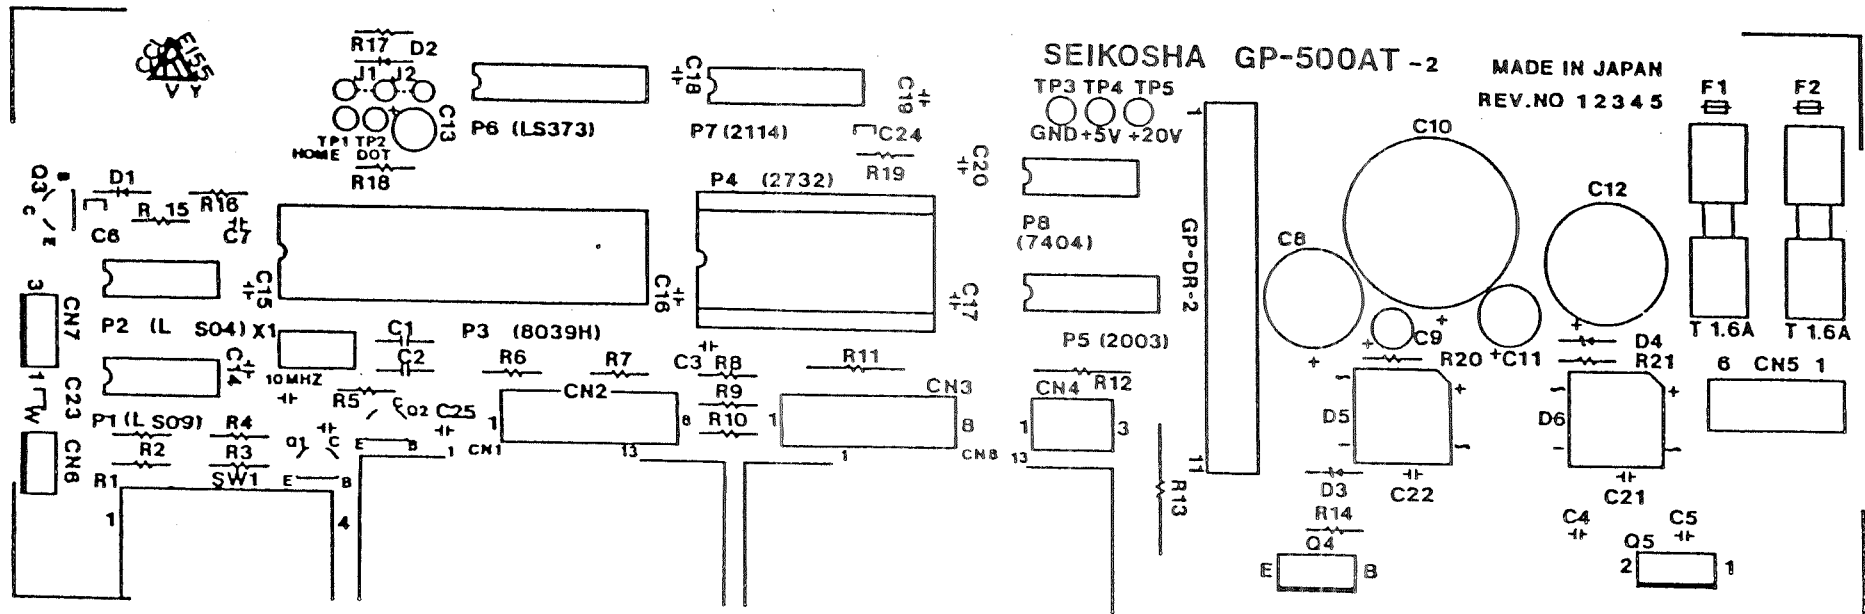 SEIKOSHA GP-500AT -2
MADE IN JAPAN
REV.NO 1 2 3 4 5
E155
V Y
R17 D2
J1 J2
C13
TP1 TP2
HOME DOT
R18
P6 (LS373)
C18
P7 (2114)
C19
C24
R19
C20
TP3 TP4 TP5
GND +5V +20V
F1 F2
C10
C12
Q3
B
C
E
D1
R 15
R16
C6
C7
P4 (2732)
P8
(7404)
GP-DR-2
1
11
C8
3
CN7
1
C15
P2 (L S04)
X1
10MHZ
C1
C2
P3 (8039H)
C16
C17
P5 (2003)
C9
C11
D4
R20
R21
T 1.6A T 1.6A
6 CN5 1
C14
C23
W
CN6
P1 (L S09)
R6
R7
C3
R8
R9
R10
R11
R5
C
Q2
C25
CN2
1
8
CN3
1
8
CN4
R12
1
3
D5
D6
R4
R2
R3
R1
SW1
Q1
C
E B
E B
1
4
1 CN1 13
1 CN8 13
R13
D3
C22
C21
R14
Q4
E B
C4
C5
Q5
2 1